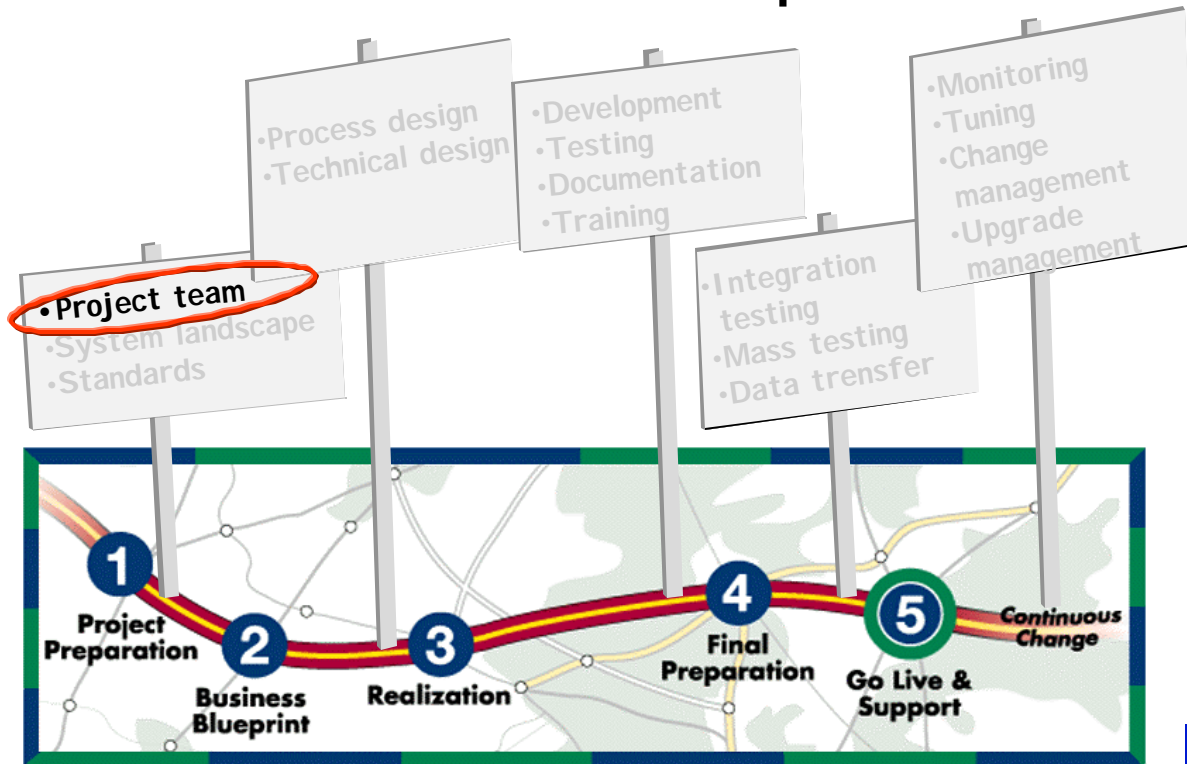 •Project team
•System landscape
•Standards
•Process design
•Technical design
•Development
•Testing
•Documentation
•Training
•Integration
testing
•Mass testing
•Data trensfer
•Monitoring
•Tuning
•Change
management
•Upgrade
management
1
Project
Preparation
2
Business
Blueprint
3
Realization
4
Final
Preparation
5
Go Live &
Support
Continuous
Change